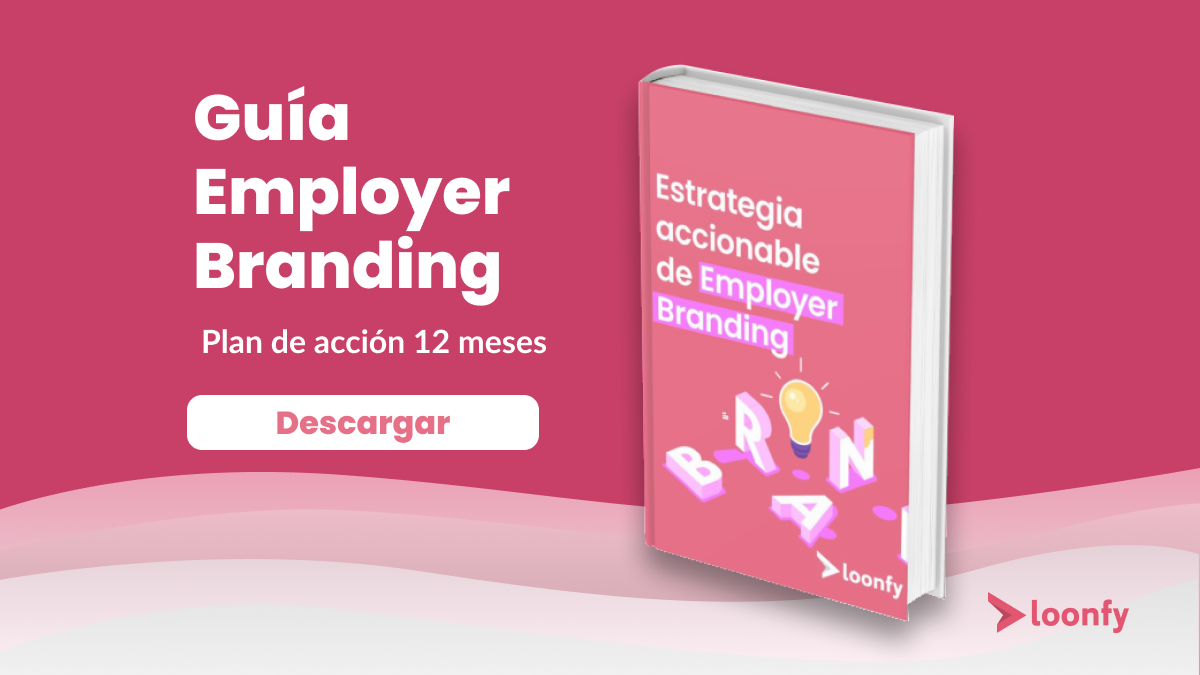 Guía
Employer
Branding
Plan de acción 12 meses
Descargar
Estrategia
accionable
de Employer
Branding
B R A N
loonfy
loonfy